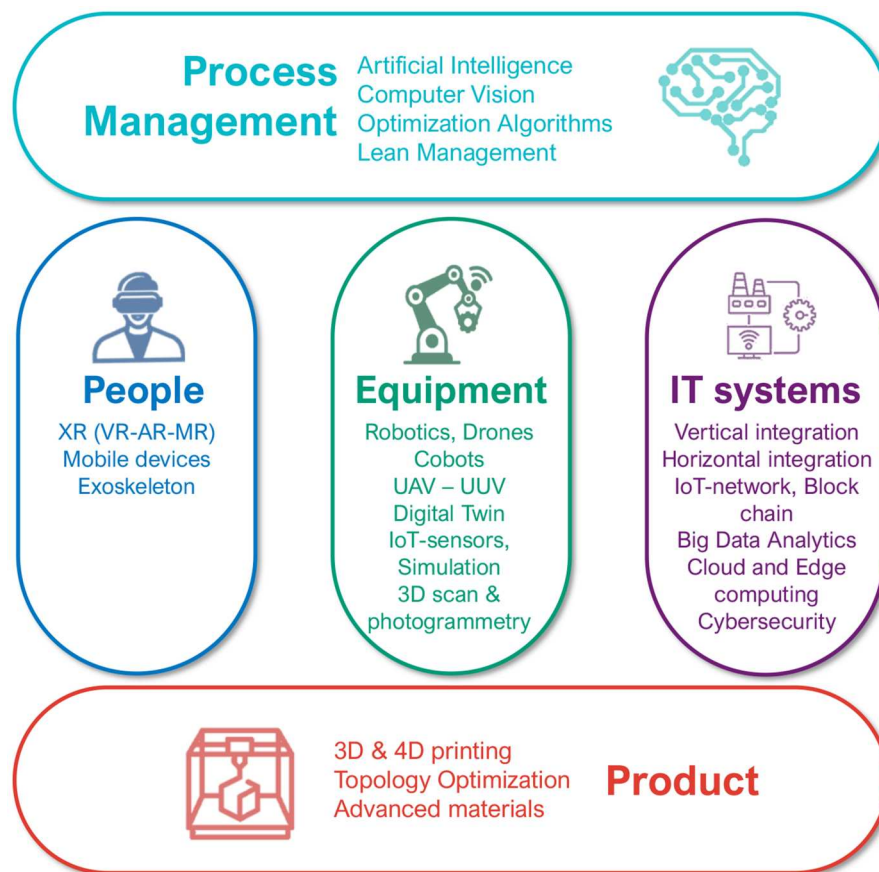 Process
Management
Artificial Intelligence
Computer Vision
Optimization Algorithms
Lean Management
People
XR (VR-AR-MR)
Mobile devices
Exoskeleton
Equipment
Robotics, Drones
Cobots
UAV – UUV
Digital Twin
IoT-sensors,
Simulation
3D scan &
photogrammetry
IT systems
Vertical integration
Horizontal integration
IoT-network, Block
chain
Big Data Analytics
Cloud and Edge
computing
Cybersecurity
3D & 4D printing
Topology Optimization
Advanced materials
Product